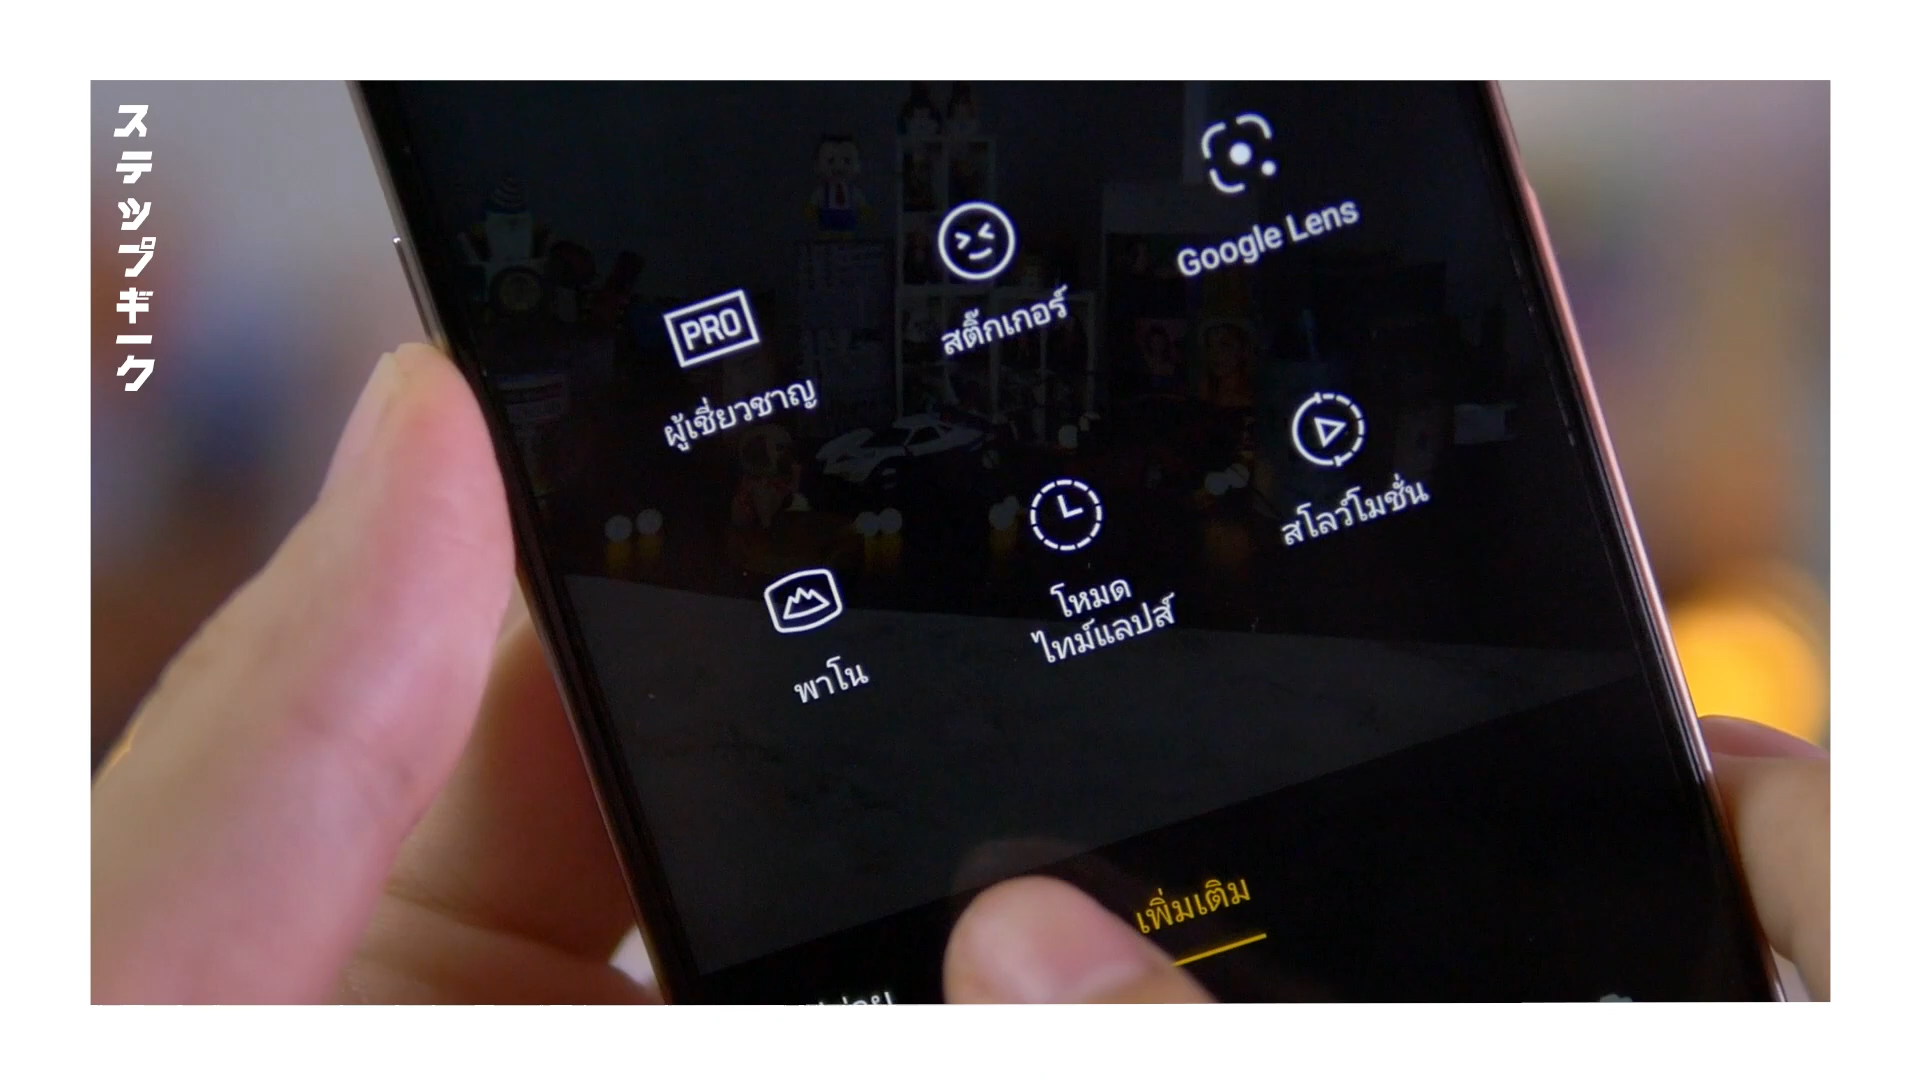 ステップギーク
Google Lens
สติ๊กเกอร์
PRO
ผู้เชี่ยวชาญ
สโลว์โมชั่น
โหมด
ไทม์แลปส์
พาโน
เพิ่มเติม